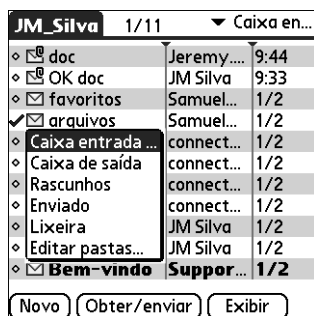 JM_Silva 1/11 Caixa en...
doc Jeremy.... 9:44
OK doc JM Silva 9:33
favoritos Samuel... 1/2
arquivos Samuel... 1/2
Caixa entrada ... connect... 1/2
Caixa de saída connect... 1/2
Rascunhos connect... 1/2
Enviado connect... 1/2
Lixeira JM Silva 1/2
Editar pastas... JM Silva 1/2
Bem-vindo Suppor... 1/2
Novo Obter/enviar Exibir